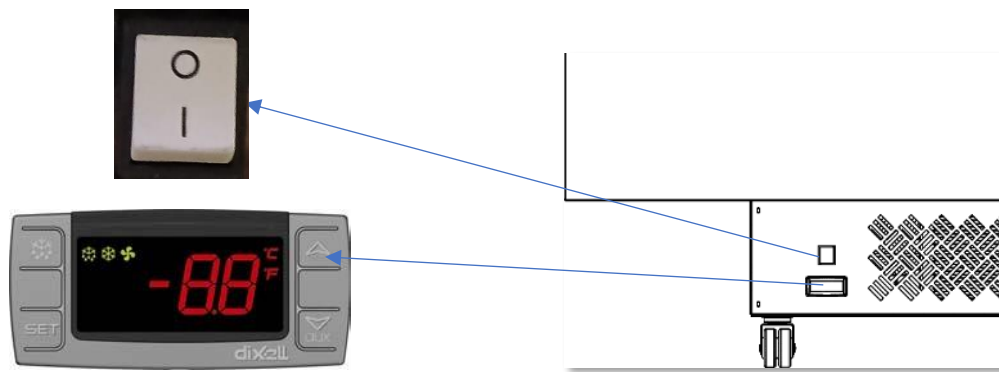 O
I
-8.8
°C
°F
SET
AUX
dixell